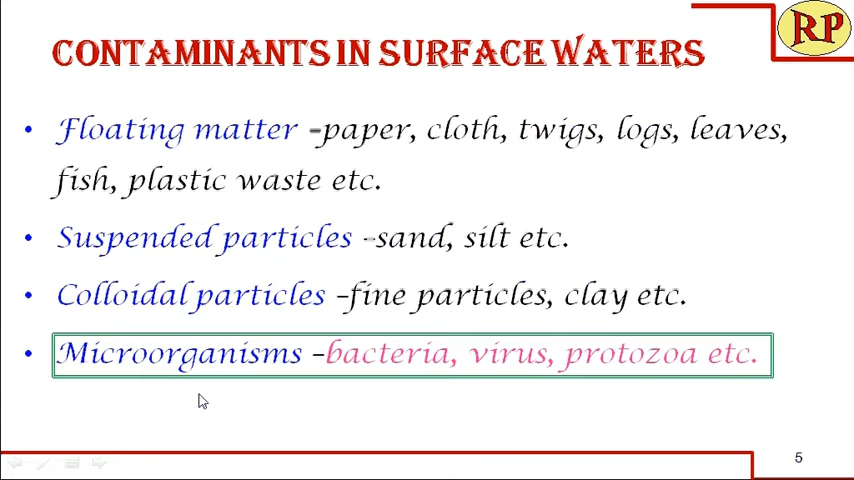 RP
CONTAMINANTS IN SURFACE WATERS
• Floating matter –paper, cloth, twigs, logs, leaves,
fish, plastic waste etc.
• Suspended particles –sand, silt etc.
• Colloidal particles –fine particles, clay etc.
• Microorganisms –bacteria, virus, protozoa etc.
5